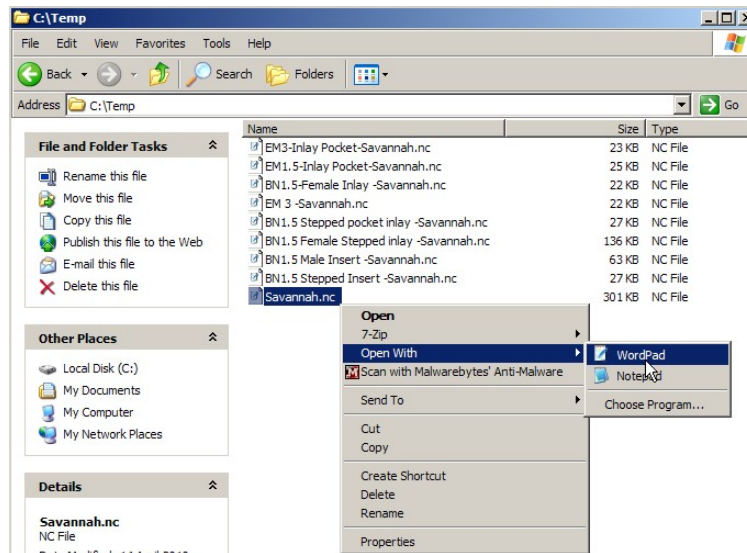 C:\Temp
File Edit View Favorites Tools Help
Back Search Folders
Address C:\Temp Go
Name Size Type
EM3-Inlay Pocket-Savannah.nc 23 KB NC File
EM1.5-Inlay Pocket-Savannah.nc 25 KB NC File
BN1.5-Female Inlay -Savannah.nc 22 KB NC File
EM 3 -Savannah.nc 22 KB NC File
BN1.5 Stepped pocket inlay -Savannah.nc 27 KB NC File
BN1.5 Female Stepped inlay -Savannah.nc 136 KB NC File
BN1.5 Male Insert -Savannah.nc 63 KB NC File
BN1.5 Stepped Insert -Savannah.nc 27 KB NC File
Savannah.nc 301 KB NC File
File and Folder Tasks
Rename this file
Move this file
Copy this file
Publish this file to the Web
E-mail this file
Delete this file
Other Places
Local Disk (C:)
My Documents
My Computer
My Network Places
Details
Savannah.nc
NC File
Open
7-Zip
Open With
Scan with Malwarebytes' Anti-Malware
Send To
Cut
Copy
Create Shortcut
Delete
Rename
Properties
WordPad
Notepad
Choose Program...